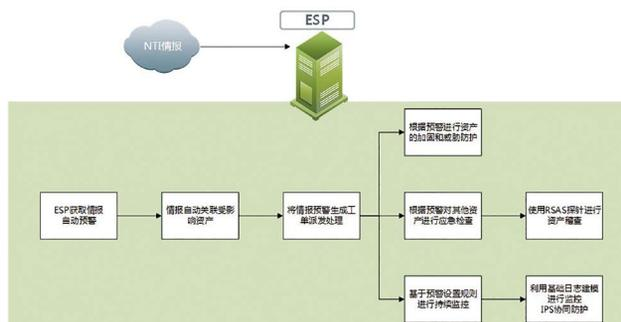 ESP
NTI情报
根据预警进行资产
的加固和威胁防护
ESP获取情报
自动预警
情报自动关联受影
响资产
将情报预警生成工
单派发处理
根据预警对其他资
产进行应急检查
使用RSAS探针进行
资产稽查
基于预警设置规则
进行持续监控
利用基础日志建模
进行监控
IPS协同防护